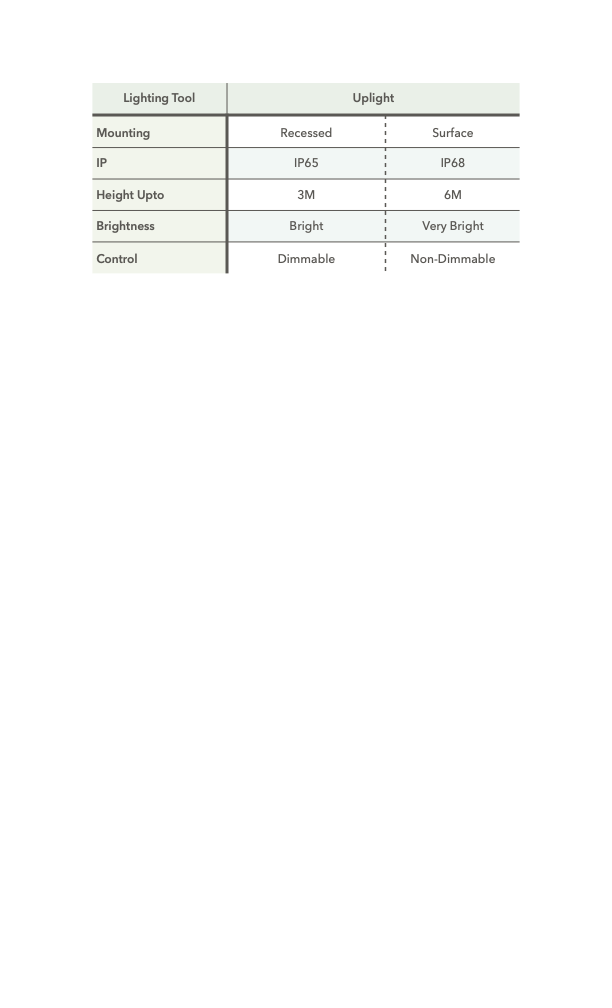 Lighting Tool Uplight
Mounting Recessed Surface
IP IP65 IP68
Height Upto 3M 6M
Brightness Bright Very Bright
Control Dimmable Non-Dimmable